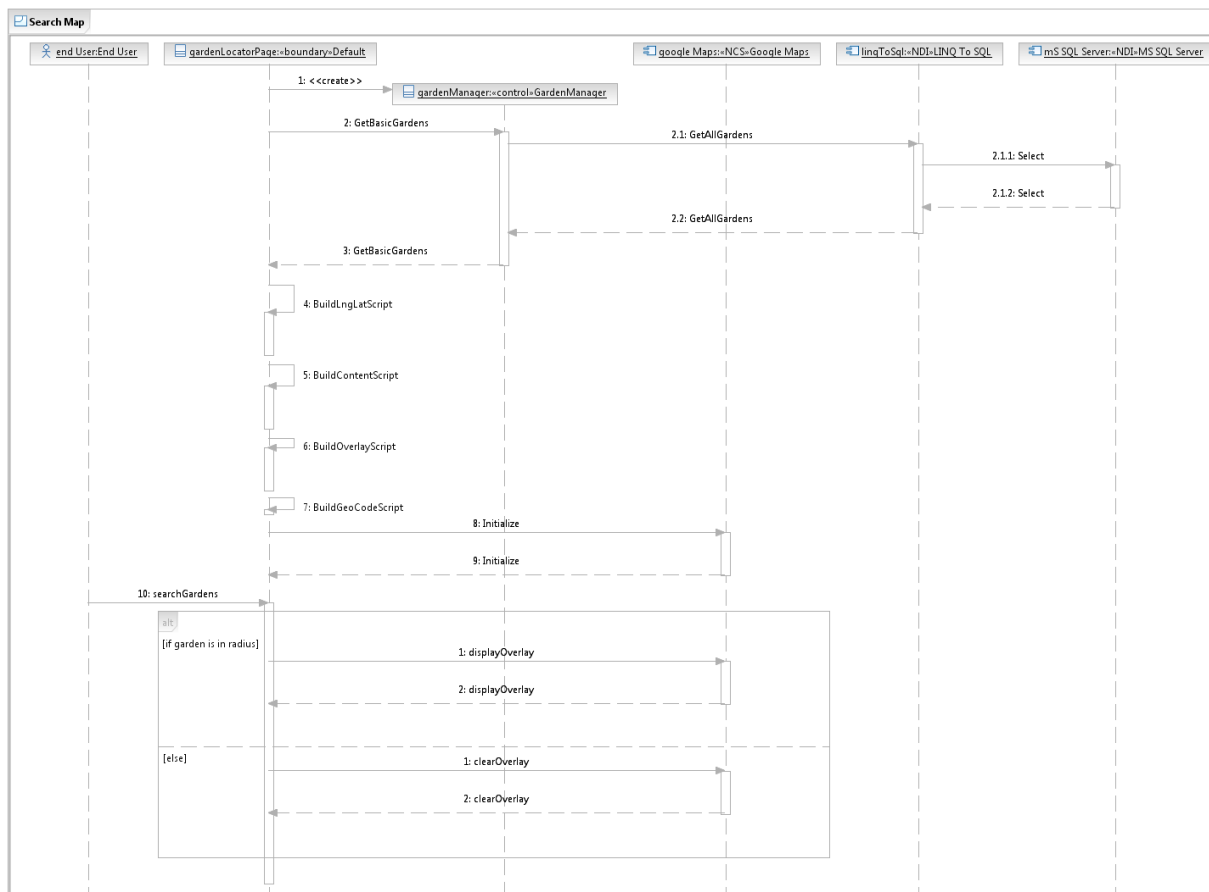 Search Map
end User:End User
gardenLocatorPage:«boundary»Default
google Maps:«NCS»Google Maps
linqToSql:«NDI»LINQ To SQL
mS SQL Server:«NDI»MS SQL Server
1: <<create>>
gardenManager:«control»GardenManager
2: GetBasicGardens
2.1: GetAllGardens
2.1.1: Select
2.1.2: Select
2.2: GetAllGardens
3: GetBasicGardens
4: BuildLngLatScript
5: BuildContentScript
6: BuildOverlayScript
7: BuildGeoCodeScript
8: Initialize
9: Initialize
10: searchGardens
alt
[if garden is in radius]
1: displayOverlay
2: displayOverlay
[else]
1: clearOverlay
2: clearOverlay